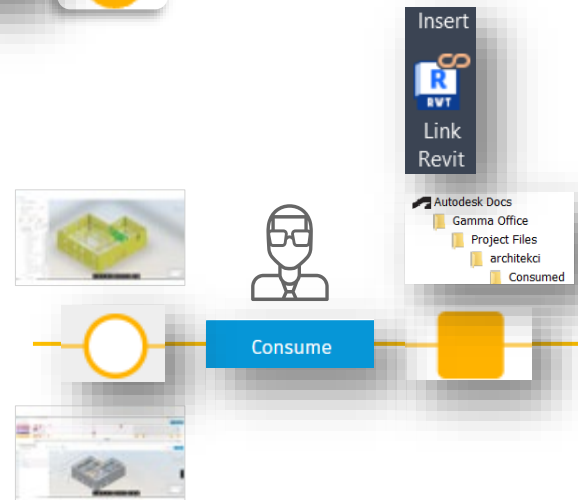 Insert
R
RVT
Link
Revit
Autodesk Docs
Gamma Office
Project Files
architekci
Consumed
Consume